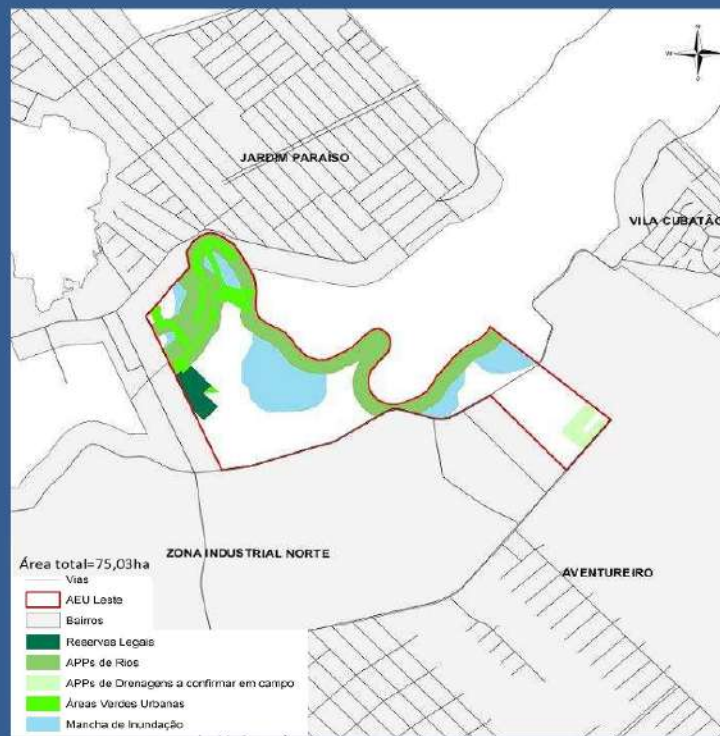 N
W
JARDIM PARAÍSO
VILA CUBATÃO
ZONA INDUSTRIAL NORTE
AVENTUREIRO
Área total=75,03ha
Vias
AEU Leste
Bairros
Reservas Legais
APPs de Rios
APPs de Drenagens a confirmar em campo
Áreas Verdes Urbanas
Mancha de Inundação